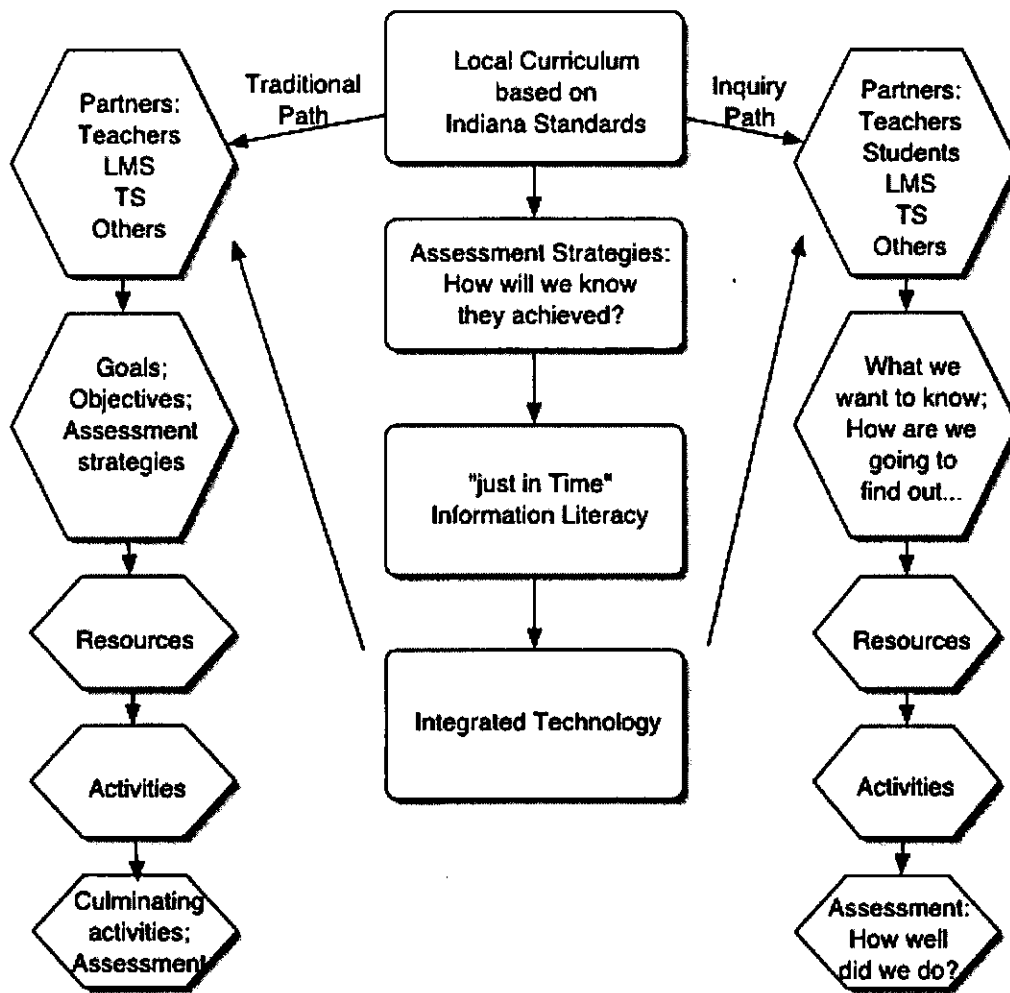 Partners:
Teachers
LMS
TS
Others
Traditional
Path
Local Curriculum
based on
Indiana Standards
Inquiry
Path
Partners:
Teachers
Students
LMS
TS
Others
Assessment Strategies:
How will we know
they achieved?
Goals;
Objectives;
Assessment
strategies
"just in Time"
Information Literacy
What we
want to know;
How are we
going to
find out...
Resources
Integrated Technology
Resources
Activities
Activities
Culminating
activities;
Assessment
Assessment:
How well
did we do?